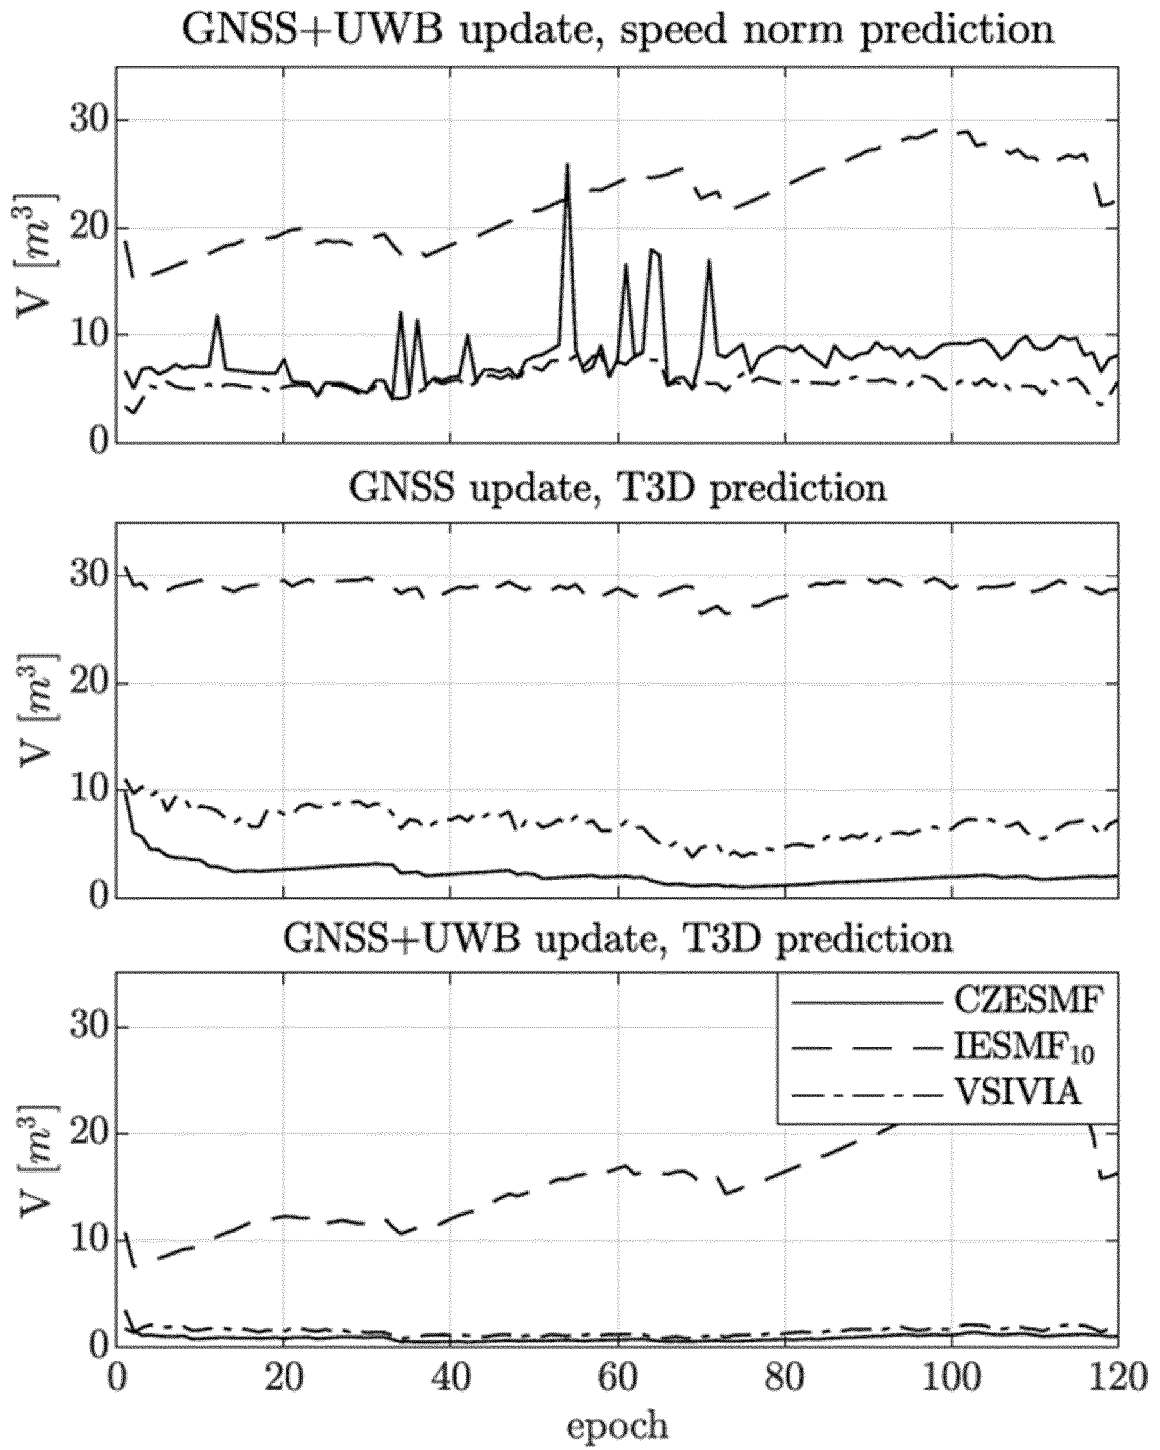 GNSS+UWB update, speed norm prediction
30
20
10
0
V [m³]
GNSS update, T3D prediction
30
20
10
0
V [m³]
GNSS+UWB update, T3D prediction
CZESMF
IESMF₁₀
VSIVIA
30
20
10
0
V [m³]
0 20 40 60 80 100 120
epoch